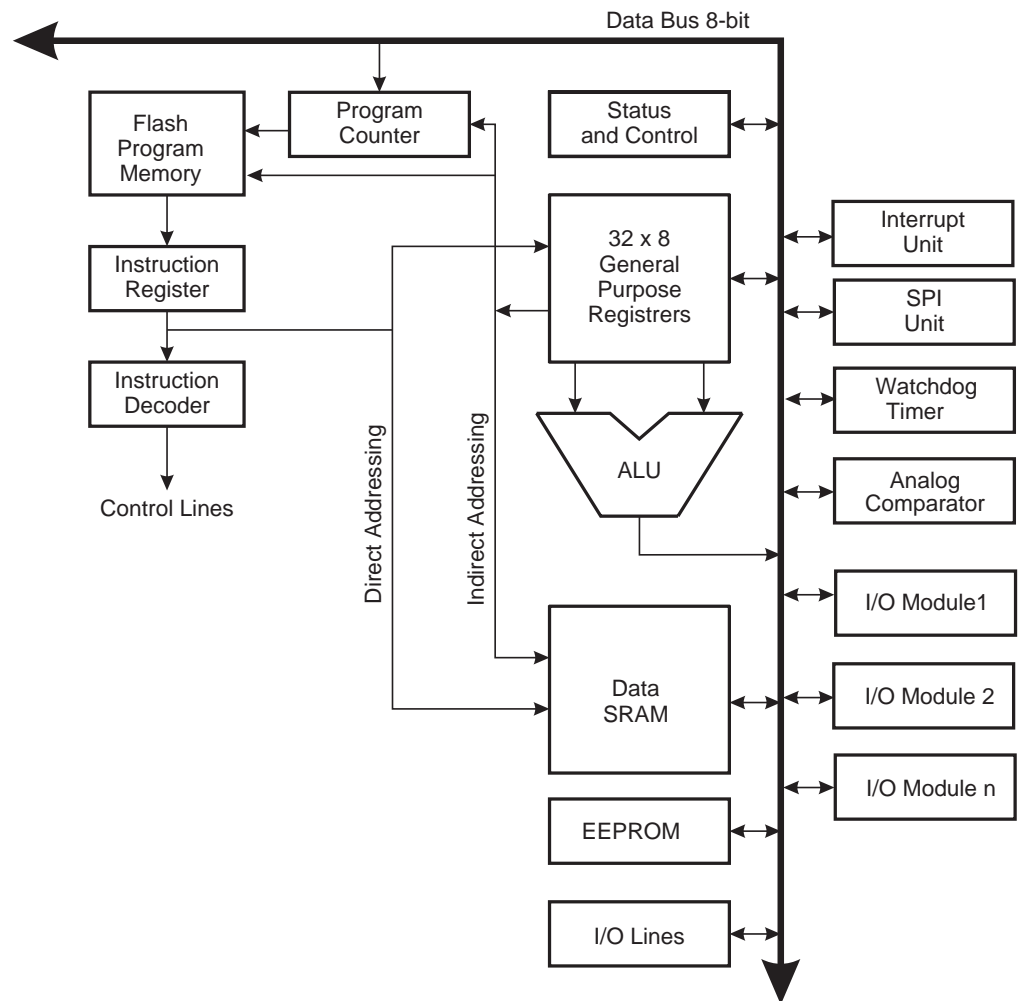 Data Bus 8-bit
Flash
Program
Memory
Program
Counter
Status
and Control
32 x 8
General
Purpose
Registrers
Interrupt
Unit
Instruction
Register
SPI
Unit
Instruction
Decoder
Watchdog
Timer
Control Lines
Direct Addressing
Indirect Addressing
ALU
Analog
Comparator
I/O Module1
Data
SRAM
I/O Module 2
I/O Module n
EEPROM
I/O Lines